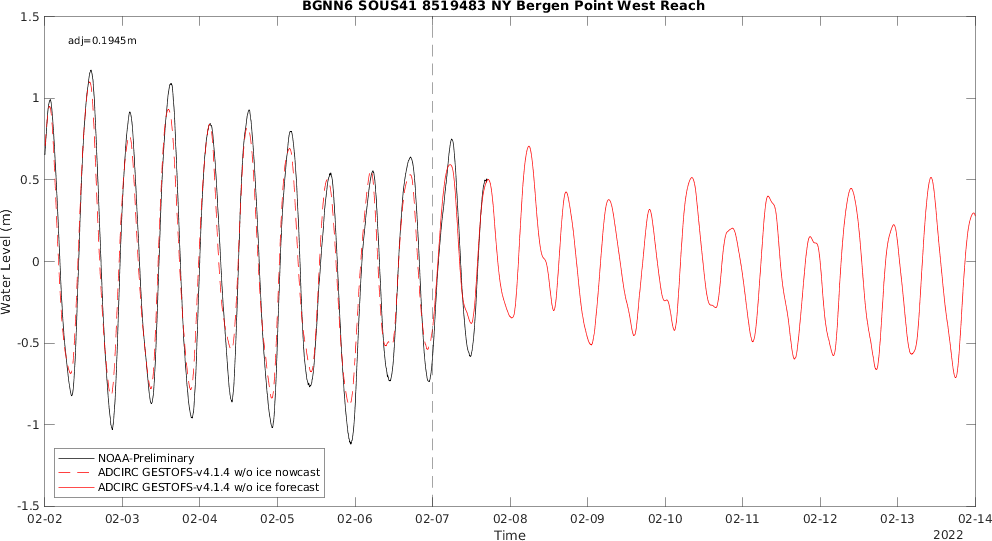 BGNN6 SOUS41 8519483 NY Bergen Point West Reach
adj=0.1945m
1.5
1
0.5
0
-0.5
-1
-1.5
Water Level (m)
NOAA-Preliminary
ADCIRC GESTOFS-v4.1.4 w/o ice nowcast
ADCIRC GESTOFS-v4.1.4 w/o ice forecast
02-02 02-03 02-04 02-05 02-06 02-07 02-08 02-09 02-10 02-11 02-12 02-13 02-14
Time
2022